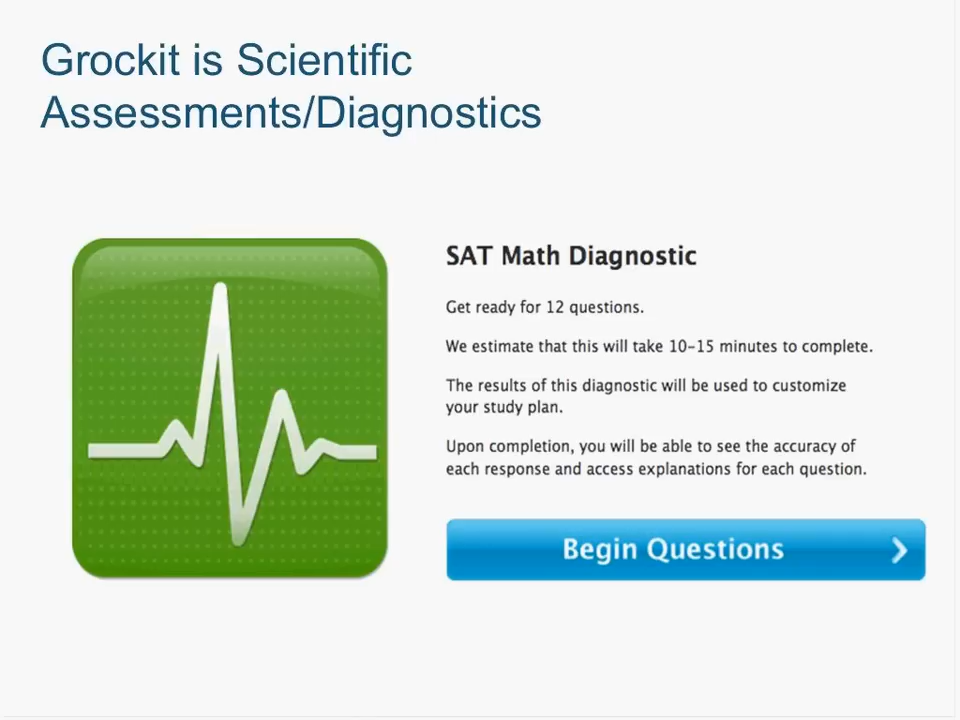 Grockit is Scientific
Assessments/Diagnostics
SAT Math Diagnostic
Get ready for 12 questions.
We estimate that this will take 10–15 minutes to complete.
The results of this diagnostic will be used to customize
your study plan.
Upon completion, you will be able to see the accuracy of
each response and access explanations for each question.
Begin Questions